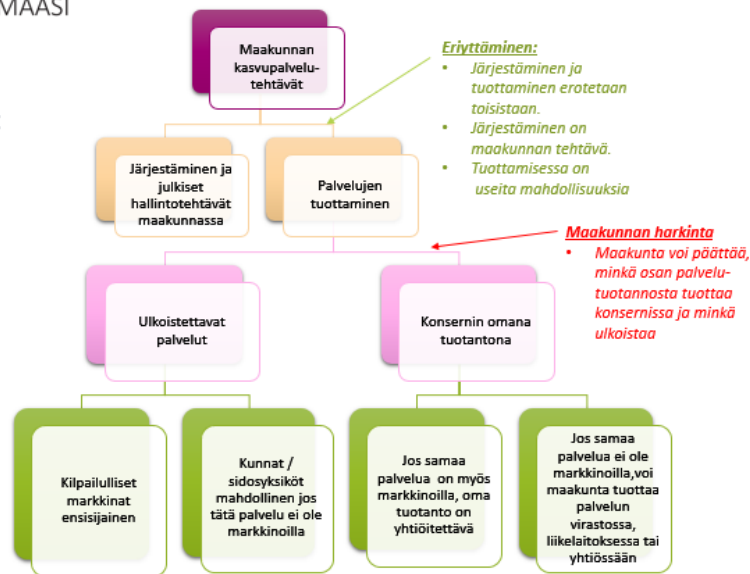 MAASI
Maakunnan
kasvupalvelu-
tehtävät
Eriyttäminen:
• Järjestäminen ja
tuottaminen erotetaan
toisistaan.
• Järjestäminen on
maakunnan tehtävä.
• Tuottamisessa on
useita mahdollisuuksia
Järjestäminen ja
julkiset
hallintotehtävät
maakunnassa
Palvelujen
tuottaminen
Maakunnan harkinta
• Maakunta voi päättää,
minkä osan palvelu-
tuotannosta tuottaa
konsernissa ja minkä
ulkoistaa
Ulkoistettavat
palvelut
Konsernin omana
tuotantona
Kilpailulliset
markkinat
ensisijainen
Kunnat /
sidosyksiköt
mahdollinen jos
tätä palvelu ei ole
markkinoilla
Jos samaa
palvelua on myös
markkinoilla, oma
tuotanto on
yhtiöitettävä
Jos samaa
palvelua ei ole
markkinoilla,voi
maakunta tuottaa
palvelun
virastossa,
liikelaitoksessa tai
yhtiössään